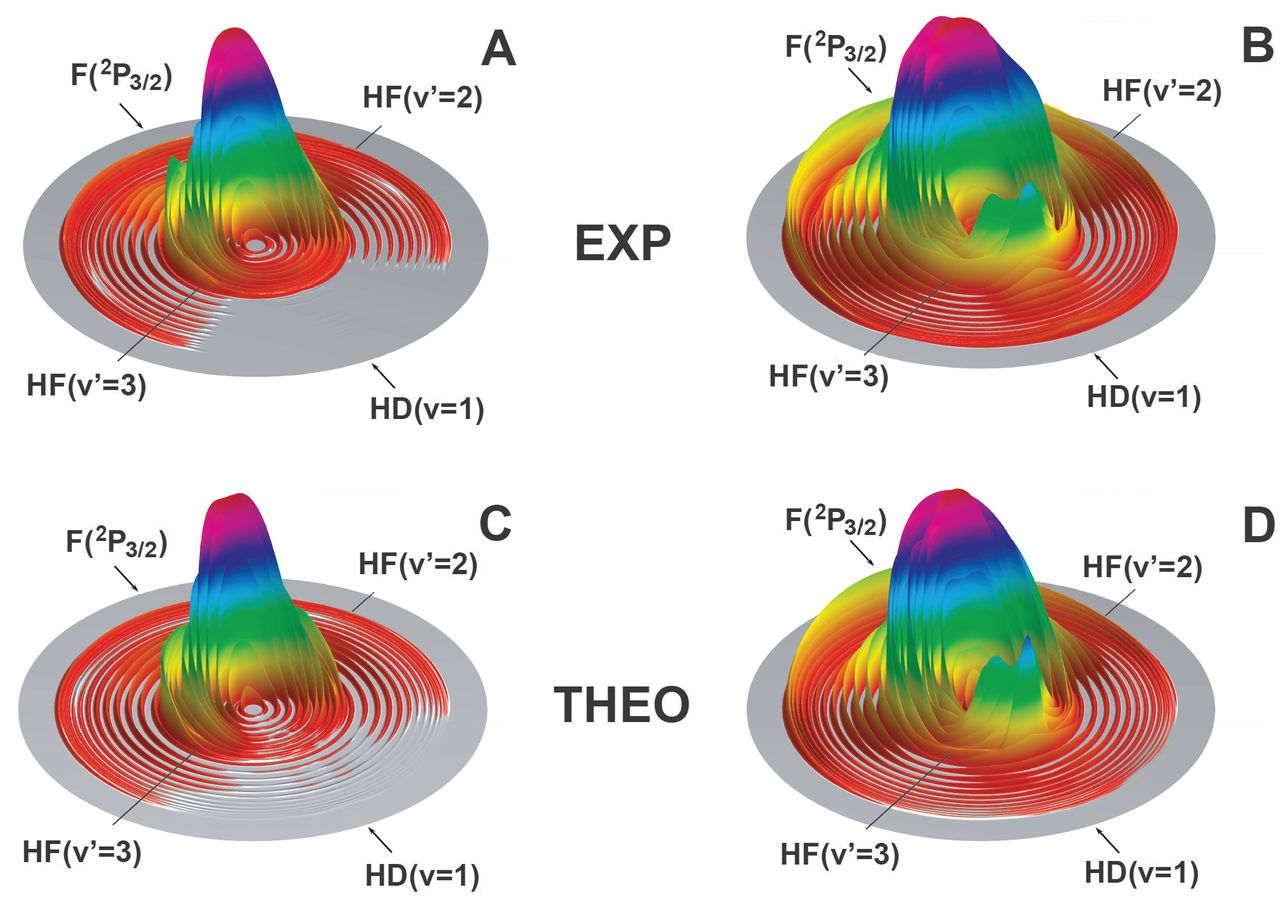 A
F(²P₃/₂)
HF(v'=2)
HF(v'=3)
HD(v=1)
EXP
B
F(²P₃/₂)
HF(v'=2)
HF(v'=3)
HD(v=1)
C
F(²P₃/₂)
HF(v'=2)
HF(v'=3)
HD(v=1)
THEO
D
F(²P₃/₂)
HF(v'=2)
HF(v'=3)
HD(v=1)